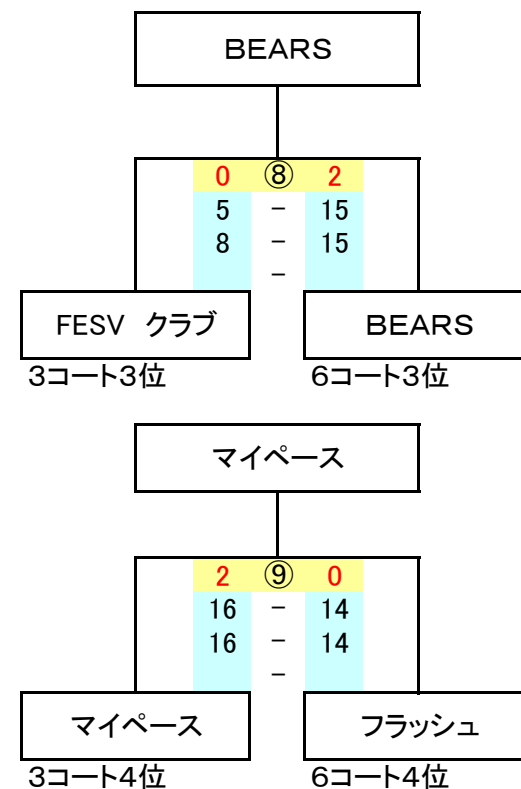 BEARS
0 ⑧ 2
5 - 15
8 - 15
-
FESV クラブ BEARS
3コート3位 6コート3位
マイペース
2 ⑨ 0
16 - 14
16 - 14
-
マイペース フラッシュ
3コート4位 6コート4位